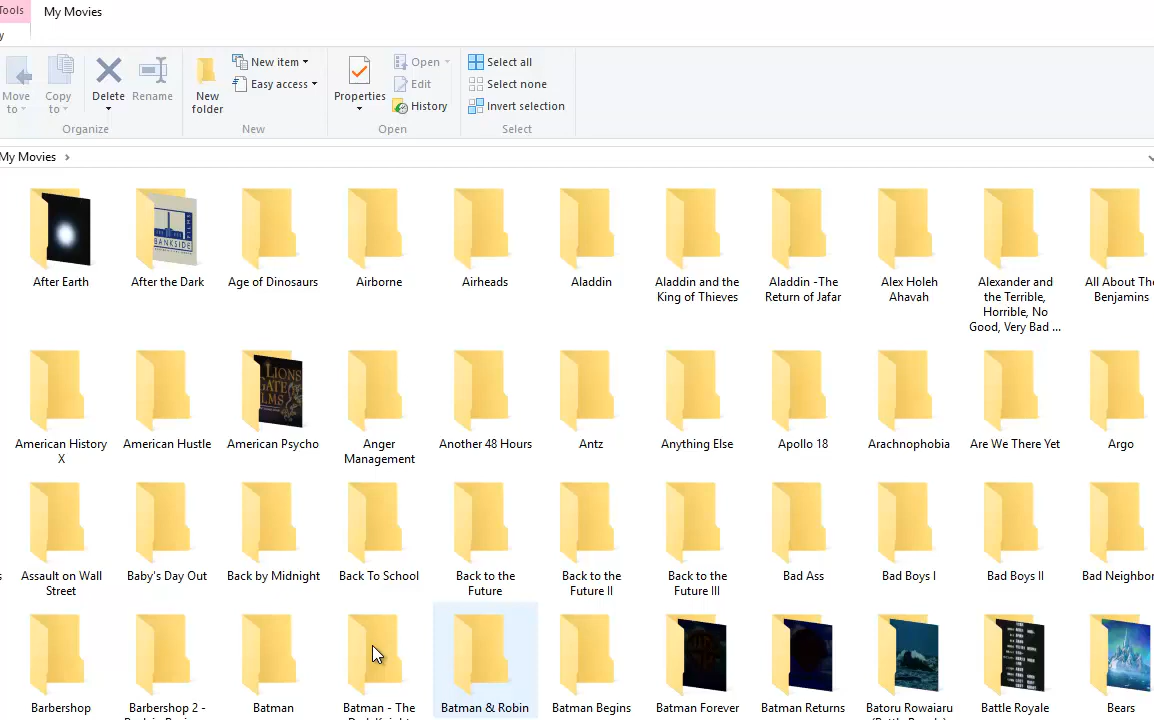 Tools
My Movies
y
Move
to
Copy
to
Delete
Rename
Organize
New
folder
New item
Easy access
New
Properties
Open
Edit
History
Open
Select all
Select none
Invert selection
Select
My Movies
BANKSIDE
FILMS
After Earth
After the Dark
Age of Dinosaurs
Airborne
Airheads
Aladdin
Aladdin and the
King of Thieves
Aladdin -The
Return of Jafar
Alex Holeh
Ahavah
Alexander and
the Terrible,
Horrible, No
Good, Very Bad ...
All About The
Benjamins
LIONS
GATE
LMS
American History
X
American Hustle
American Psycho
Anger
Management
Another 48 Hours
Antz
Anything Else
Apollo 18
Arachnophobia
Are We There Yet
Argo
s
Assault on Wall
Street
Baby's Day Out
Back by Midnight
Back To School
Back to the
Future
Back to the
Future II
Back to the
Future III
Bad Ass
Bad Boys I
Bad Boys II
Bad Neighbor
Barbershop
Barbershop 2 -
Batman
Batman - The
Batman & Robin
Batman Begins
Batman Forever
Batman Returns
Batoru Rowaiaru
Battle Royale
Bears